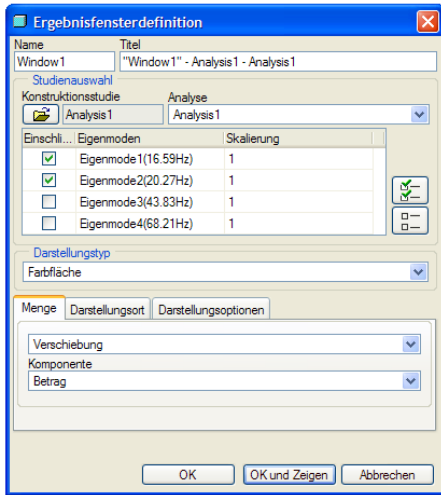 Ergebnisfensterdefinition
Name Titel
Window1 "Window1" - Analysis1 - Analysis1
Studienauswahl
Konstruktionsstudie Analyse
Analysis1 Analysis1
Einschli... Eigenmoden Skalierung
Eigenmode1(16.59Hz) 1
Eigenmode2(20.27Hz) 1
Eigenmode3(43.83Hz) 1
Eigenmode4(68.21Hz) 1
Darstellungstyp
Farbfläche
Menge Darstellungsort Darstellungsoptionen
Verschiebung
Komponente
Betrag
OK OK und Zeigen Abbrechen